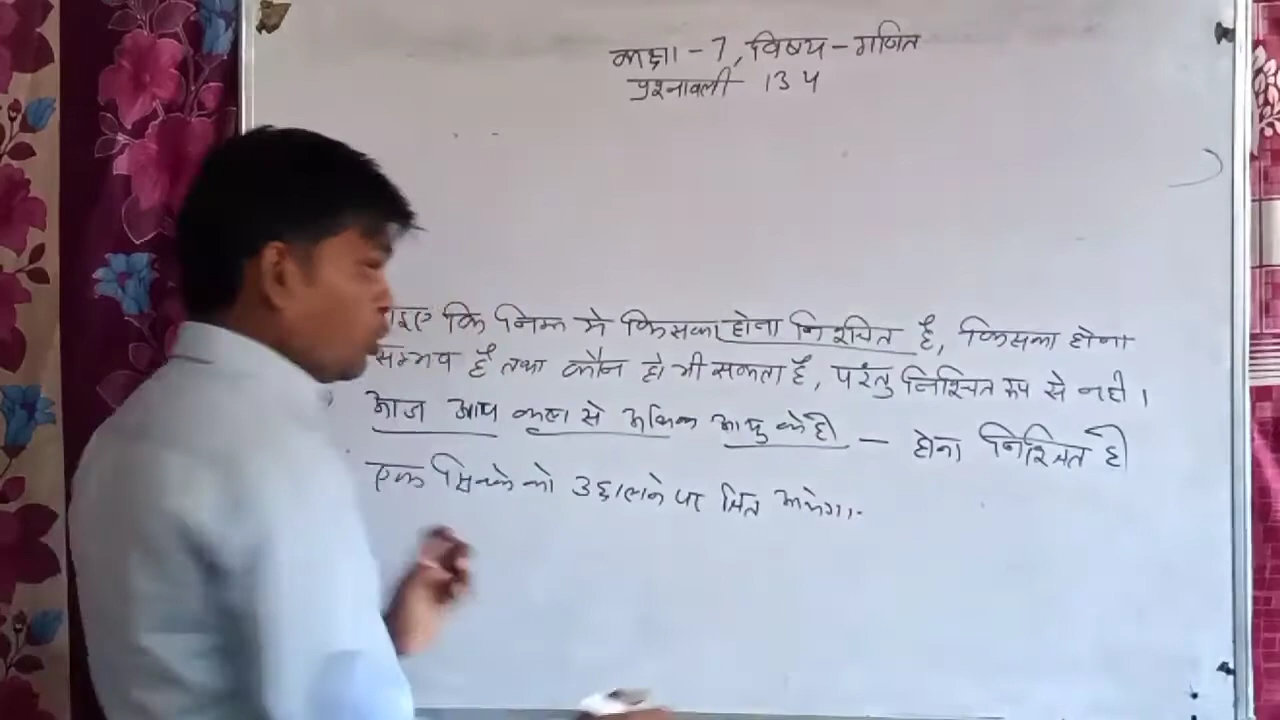 कक्षा - 7, विषय - गणित
प्रश्नावली 13.4
इए कि निम्न मे किसका होना निश्चित है, किसका होना
सम्भव है तथा कौन हो भी सकता है, परंतु निश्चित रूप से नही।
आज आप कल से अधिक आयु के है — होना निश्चित है
एक सिक्के को उछालने पर चित आयेगा।